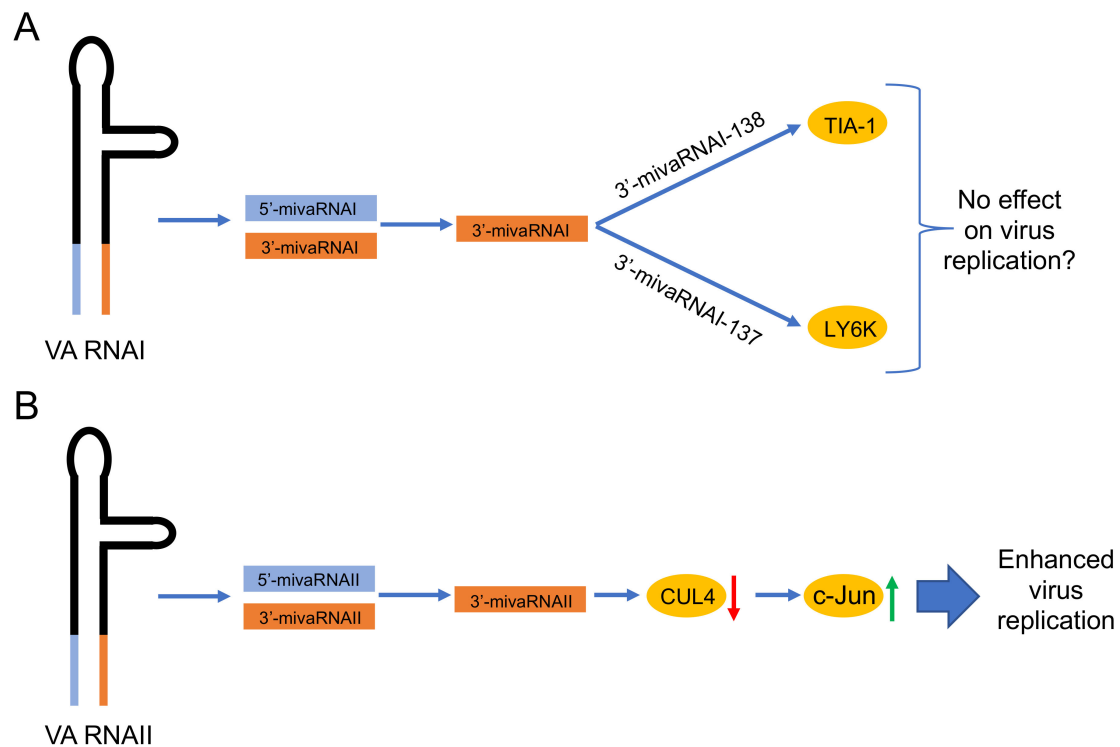 A
VA RNAI
5’-mivaRNAI
3’-mivaRNAI
3’-mivaRNAI
3’-mivaRNAI-138
3’-mivaRNAI-137
TIA-1
LY6K
No effect
on virus
replication?
B
VA RNAII
5’-mivaRNAII
3’-mivaRNAII
3’-mivaRNAII
CUL4
c-Jun
Enhanced
virus
replication